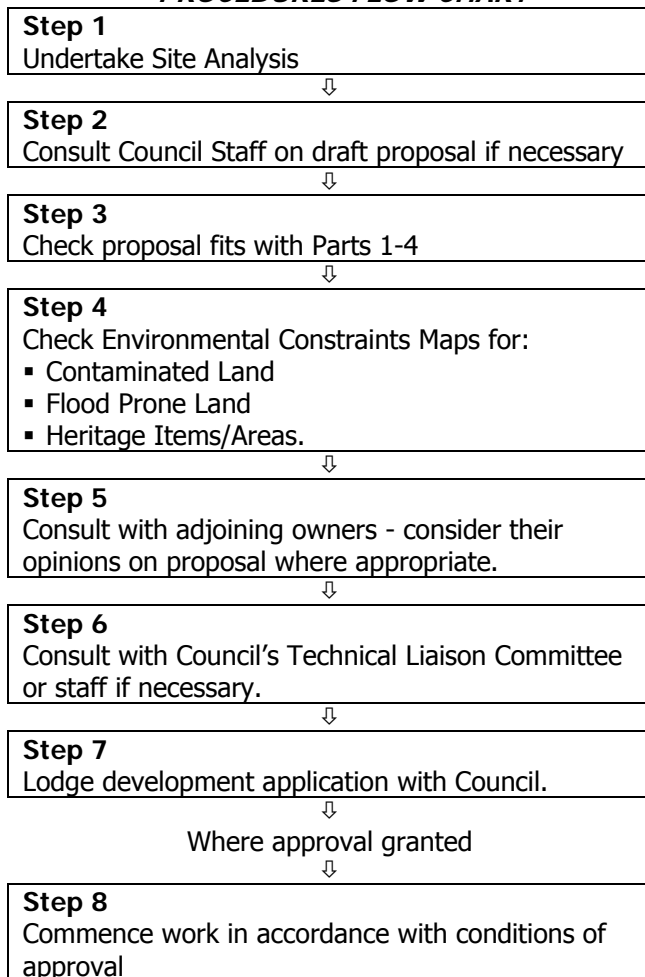 PROCEDURES FLOW CHART
Step 1
Undertake Site Analysis
⇩
Step 2
Consult Council Staff on draft proposal if necessary
⇩
Step 3
Check proposal fits with Parts 1-4
⇩
Step 4
Check Environmental Constraints Maps for:
▪ Contaminated Land
▪ Flood Prone Land
▪ Heritage Items/Areas.
⇩
Step 5
Consult with adjoining owners - consider their
opinions on proposal where appropriate.
⇩
Step 6
Consult with Council’s Technical Liaison Committee
or staff if necessary.
⇩
Step 7
Lodge development application with Council.
⇩
Where approval granted
⇩
Step 8
Commence work in accordance with conditions of
approval